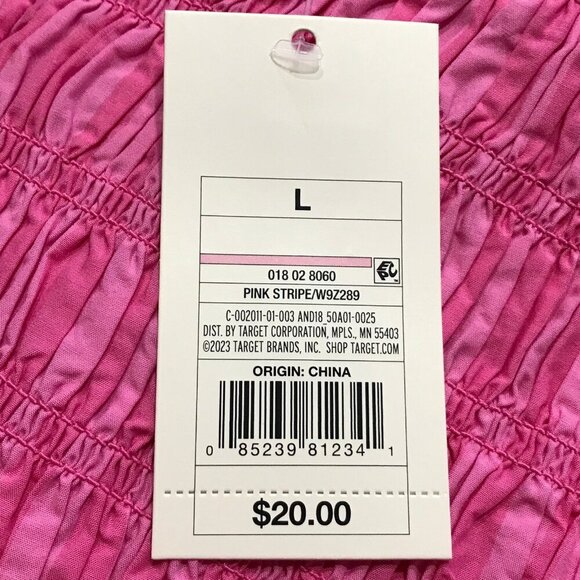 L
018 02 8060
EPC
PINK STRIPE/W9Z289
C-002011-01-003 AND18_50A01-0025
DIST. BY TARGET CORPORATION, MPLS., MN 55403
©2023 TARGET BRANDS, INC. SHOP TARGET.COM
ORIGIN: CHINA
0 85239 81234 1
$20.00